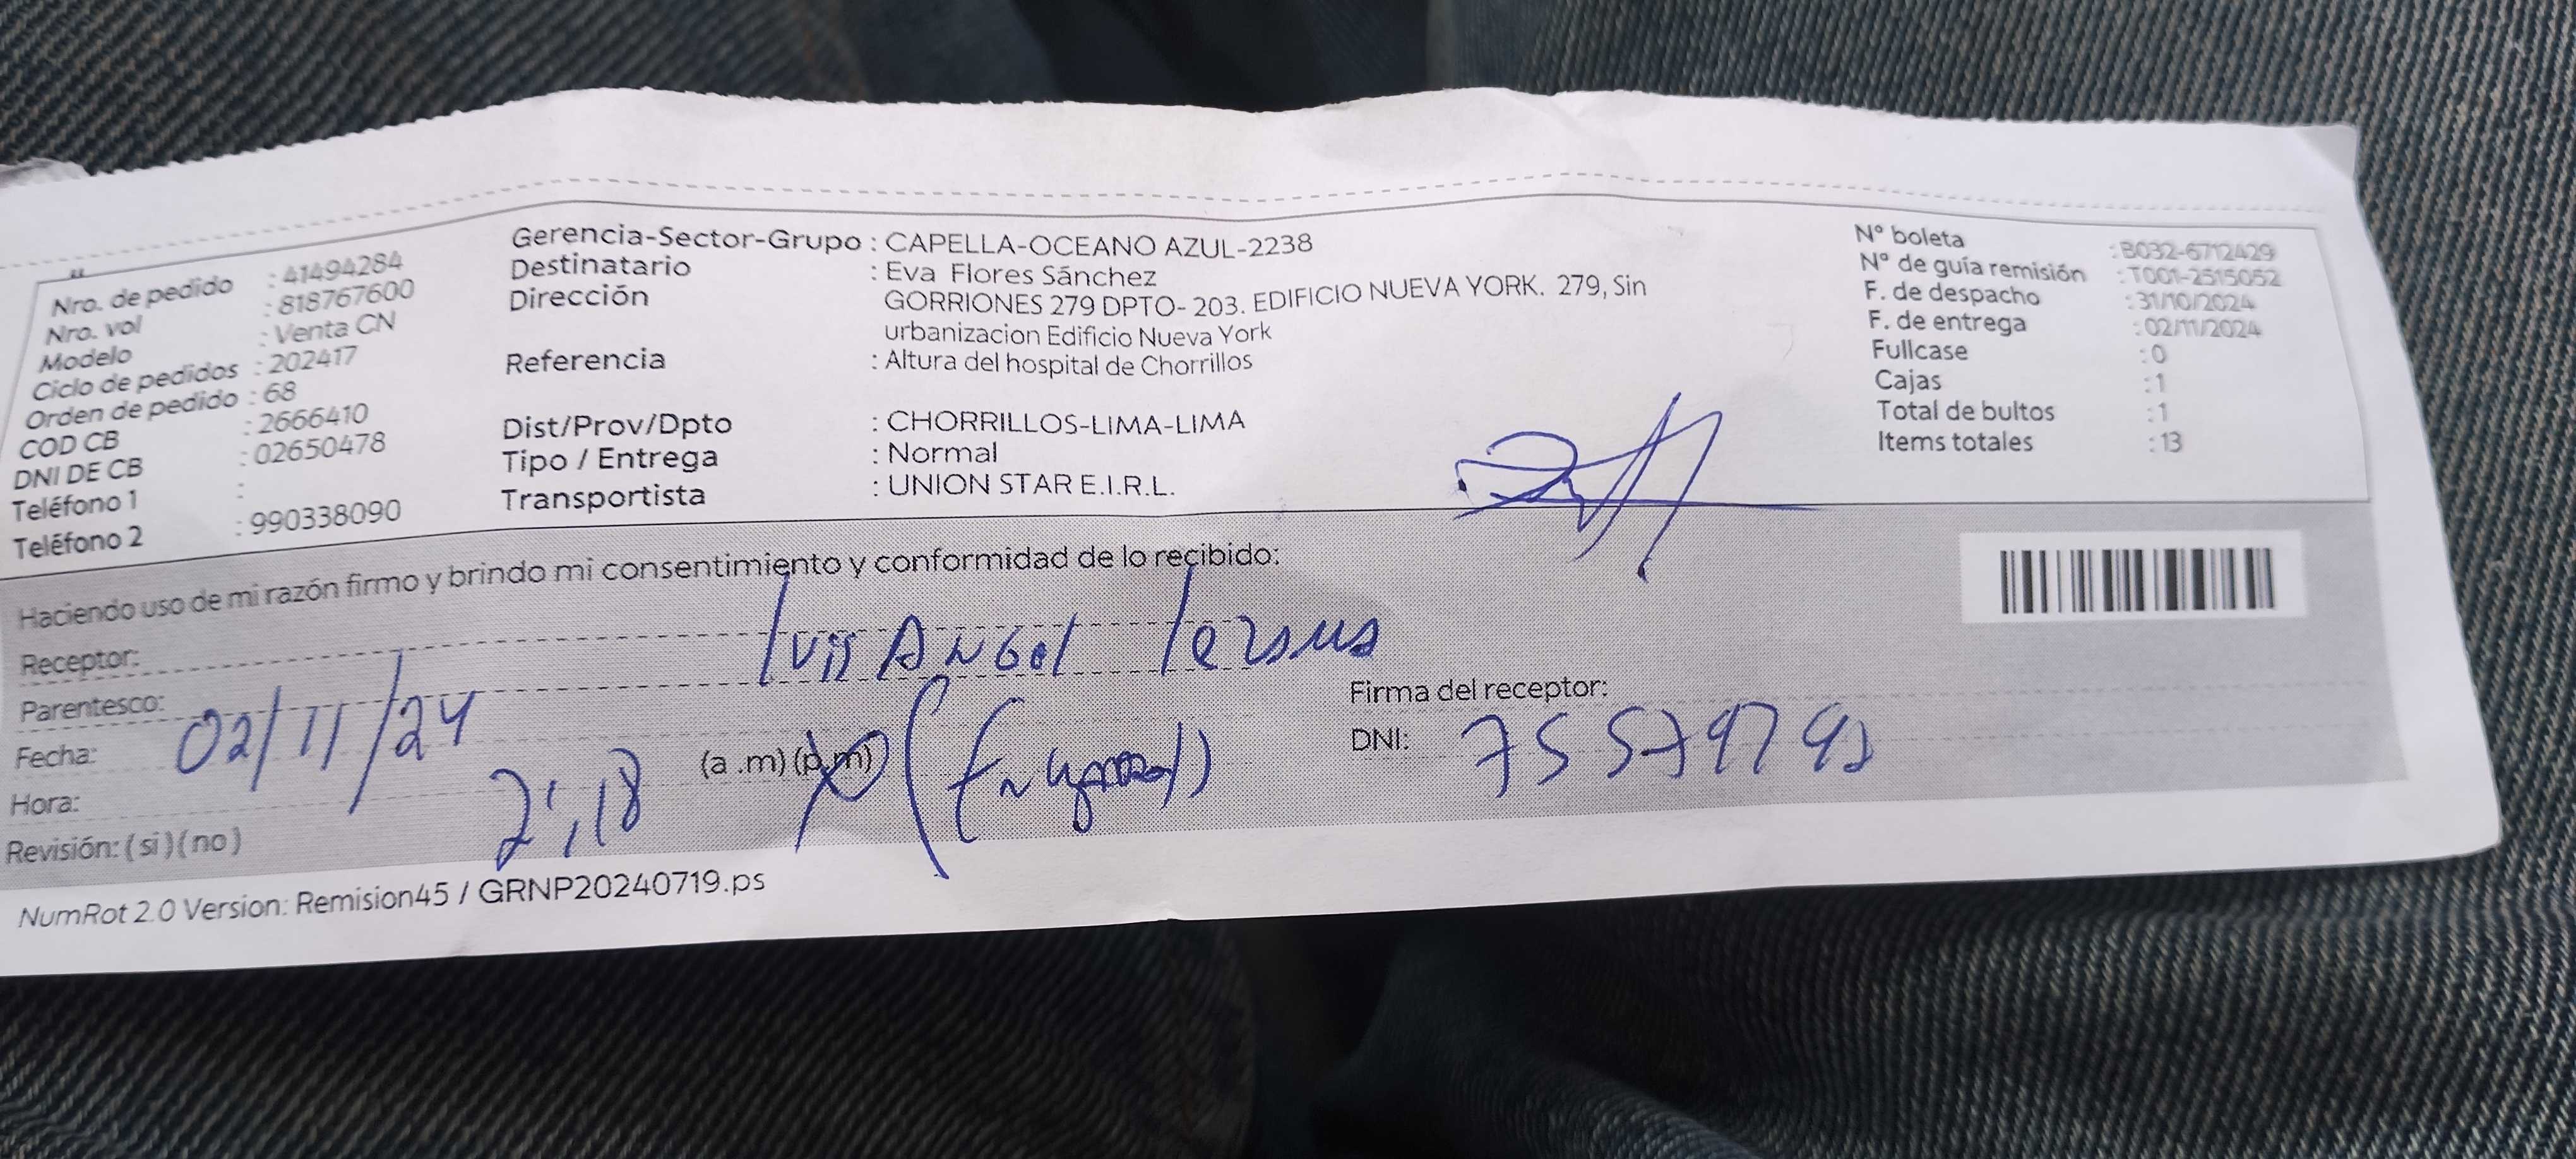 Nro. de pedido : 41494284
Nro. vol : 818767600
Modelo : Venta CN
Ciclo de pedidos : 202417
Orden de pedido : 68
COD CB : 2666410
DNI DE CB : 02650478
Teléfono 1 :
Teléfono 2 : 990338090
Gerencia-Sector-Grupo : CAPELLA-OCEANO AZUL-2238
Destinatario : Eva Flores Sánchez
Dirección GORRIONES 279 DPTO- 203. EDIFICIO NUEVA YORK. 279, Sin
urbanizacion Edificio Nueva York
Referencia : Altura del hospital de Chorrillos
Dist/Prov/Dpto : CHORRILLOS-LIMA-LIMA
Tipo / Entrega : Normal
Transportista : UNION STAR E.I.R.L.
N° boleta : B032-6712429
N° de guía remisión : T001-2515052
F. de despacho : 31/10/2024
F. de entrega : 02/11/2024
Fullcase : 0
Cajas : 1
Total de bultos : 1
Items totales : 13
Haciendo uso de mi razón firmo y brindo mi consentimiento y conformidad de lo recibido:
Receptor: Luis Angel
Parentesco:
Fecha: 02/11/24
Hora: 2:18 (a .m) (p.m)
Revisión: ( si ) ( no )
Firma del receptor:
DNI:
NumRot 2.0 Version: Remision45 / GRNP20240719.ps